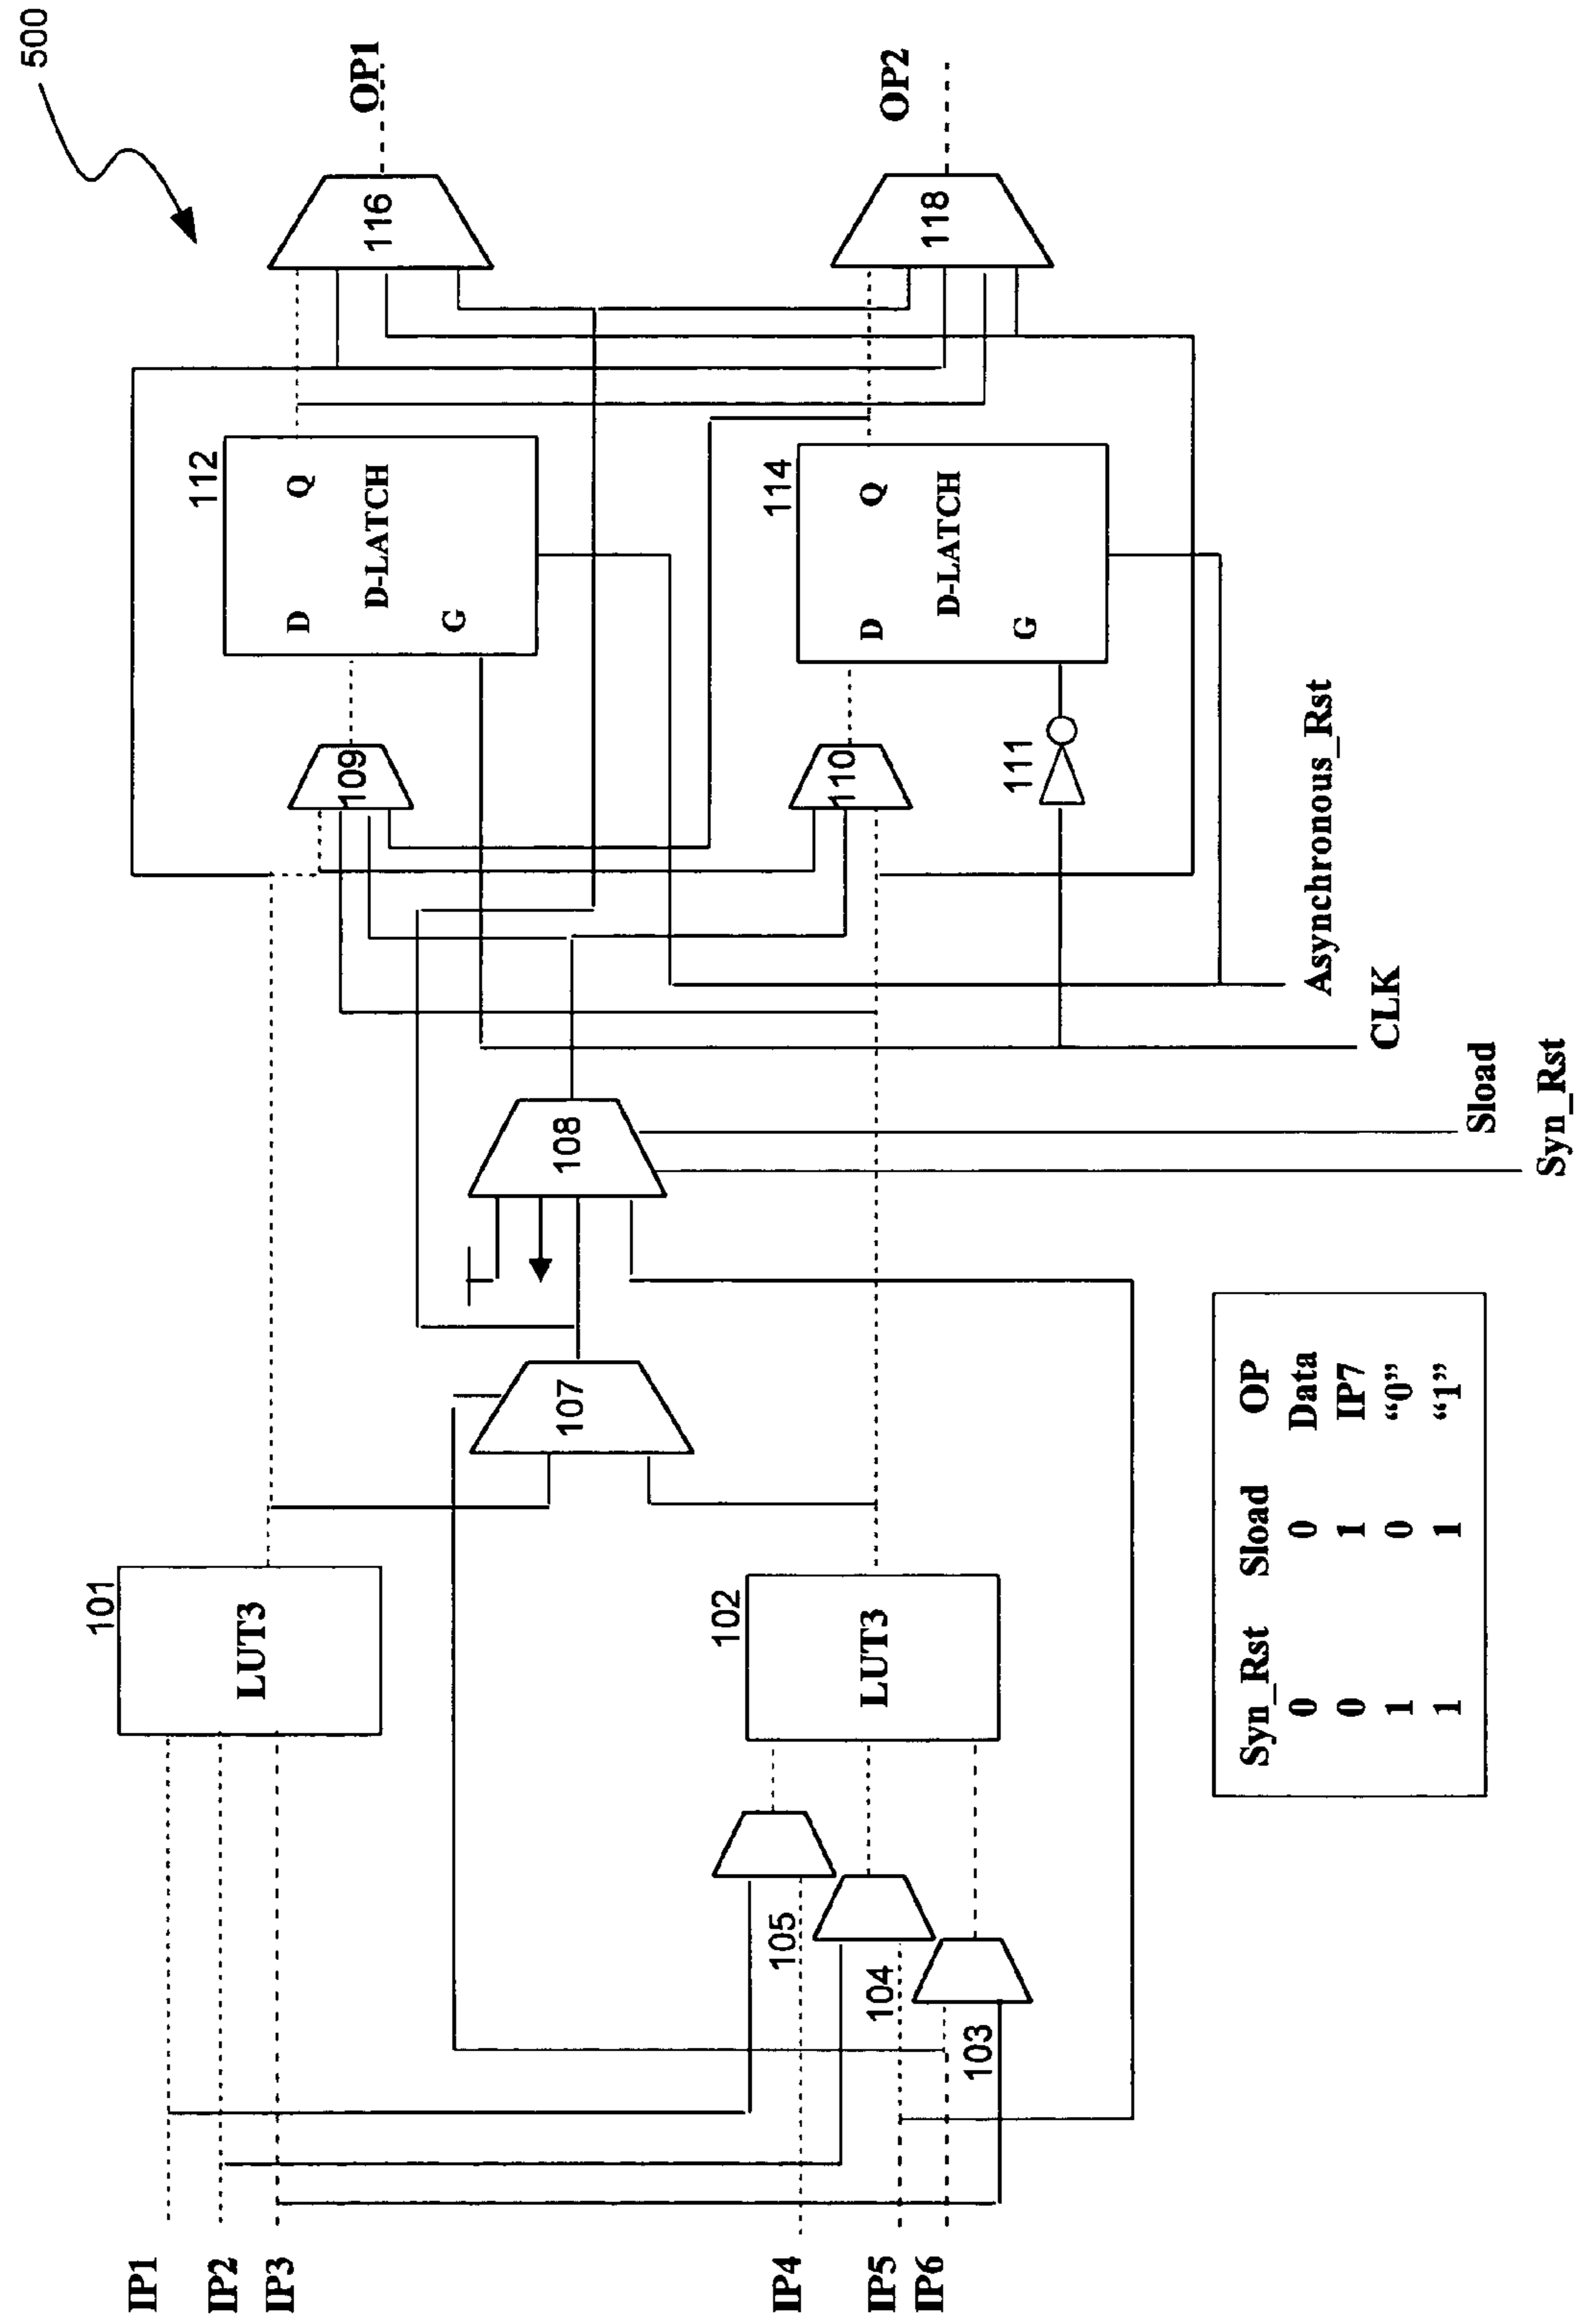 500
IP1
IP2
IP3
IP4
IP5
IP6
101
LUT3
102
LUT3
105
104
103
107
108
109
110
111
112
D
Q
D-LATCH
G
114
D
Q
D-LATCH
G
116
118
OP1
OP2
Asynchronous_Rst
CLK
Sload
Syn_Rst
Syn_Rst Sload OP
0 0 Data
0 1 IP7
1 0 “0”
1 1 “1”